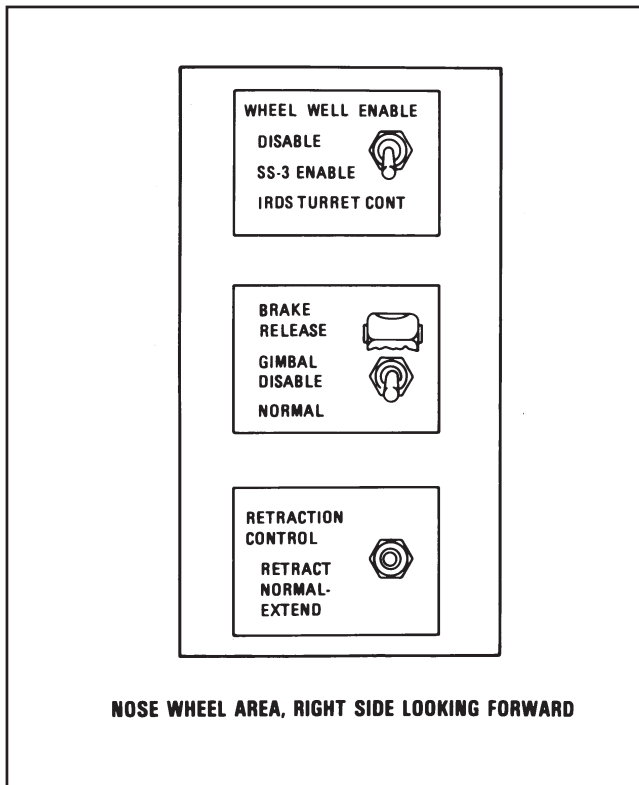 WHEEL WELL ENABLE
DISABLE
SS-3 ENABLE
IRDS TURRET CONT
BRAKE
RELEASE
GIMBAL
DISABLE
NORMAL
RETRACTION
CONTROL
RETRACT
NORMAL-
EXTEND
NOSE WHEEL AREA, RIGHT SIDE LOOKING FORWARD